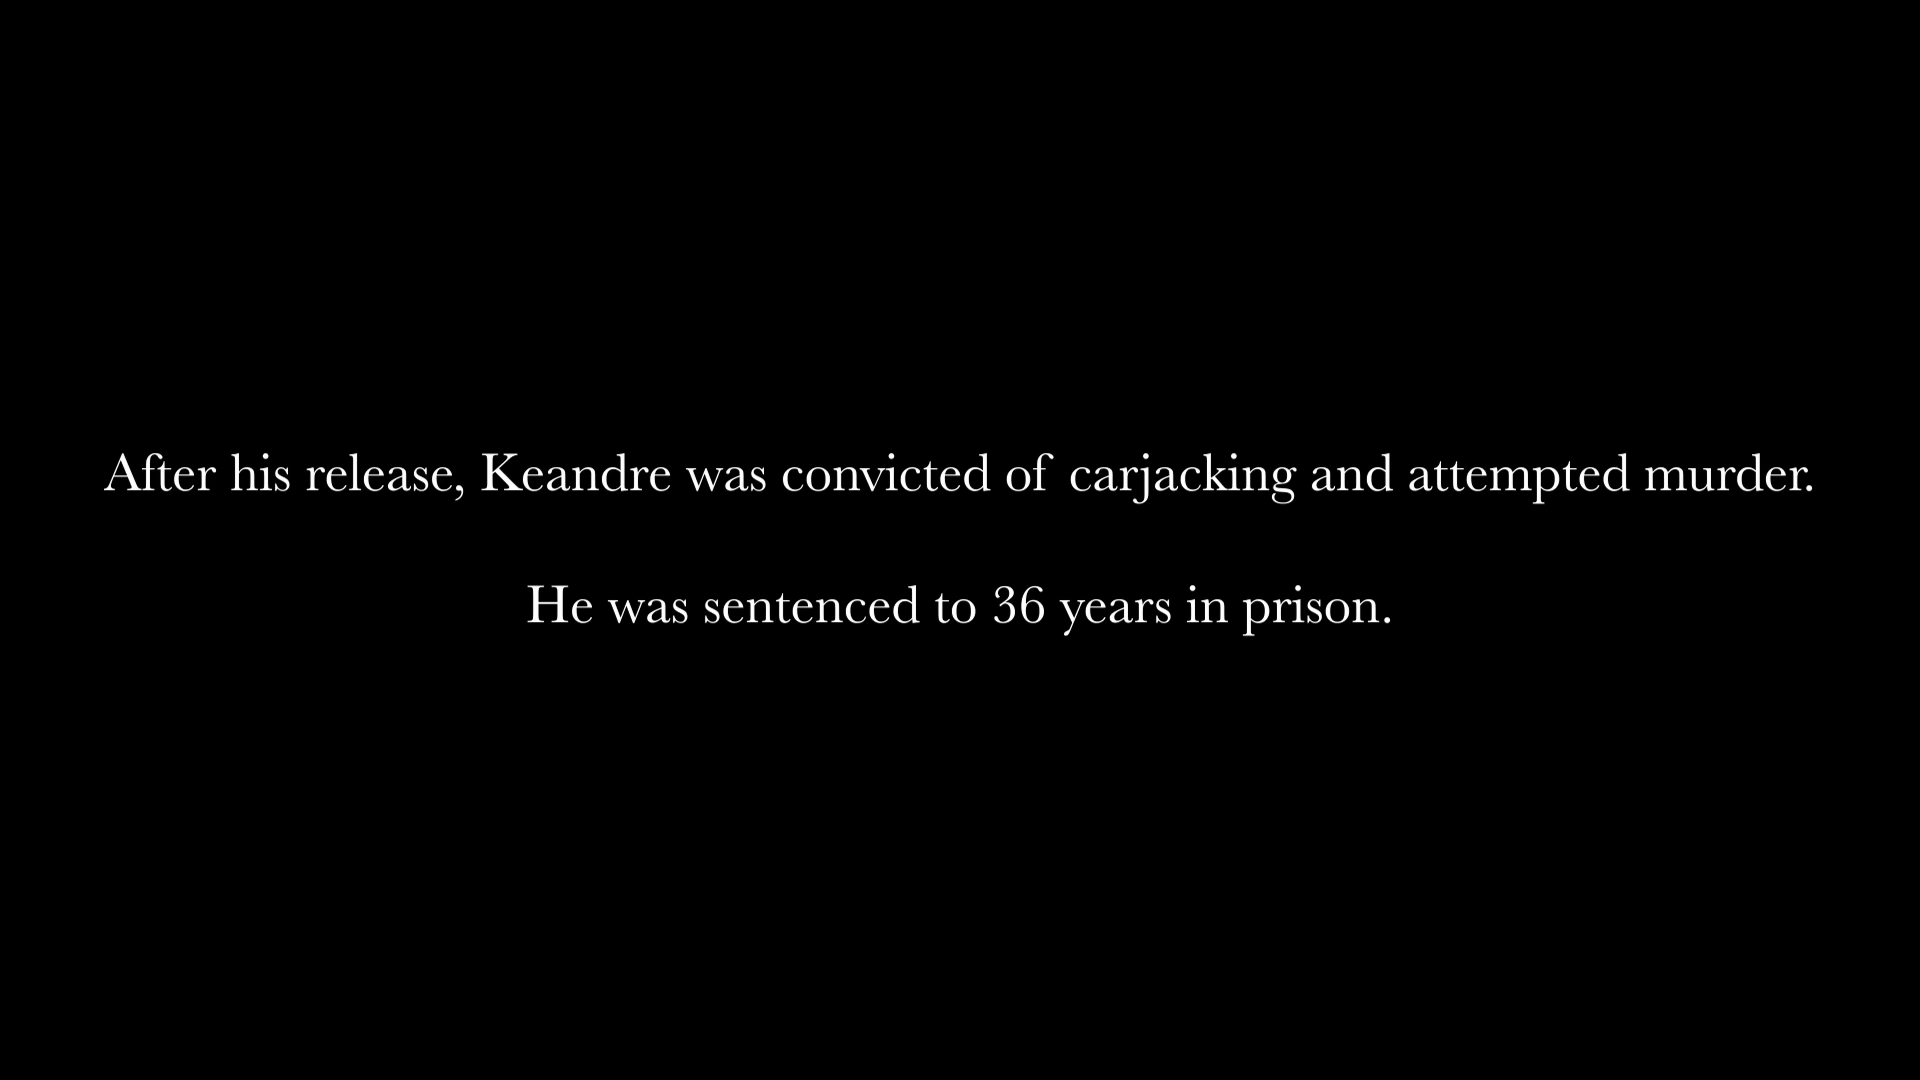 After his release, Keandre was convicted of carjacking and attempted murder.
He was sentenced to 36 years in prison.